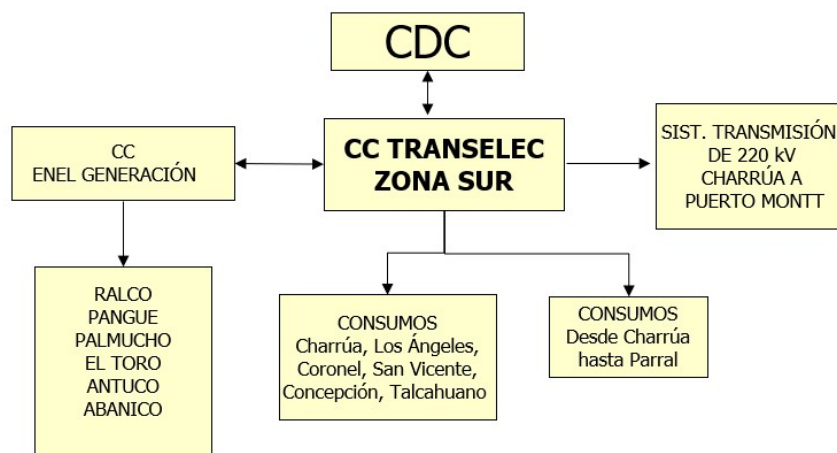 CDC
CC
ENEL GENERACIÓN
CC TRANSELEC
ZONA SUR
SIST. TRANSMISIÓN
DE 220 kV
CHARRÚA A
PUERTO MONTT
RALCO
PANGUE
PALMUCHO
EL TORO
ANTUCO
ABANICO
CONSUMOS
Charrúa, Los Ángeles,
Coronel, San Vicente,
Concepción, Talcahuano
CONSUMOS
Desde Charrúa
hasta Parral